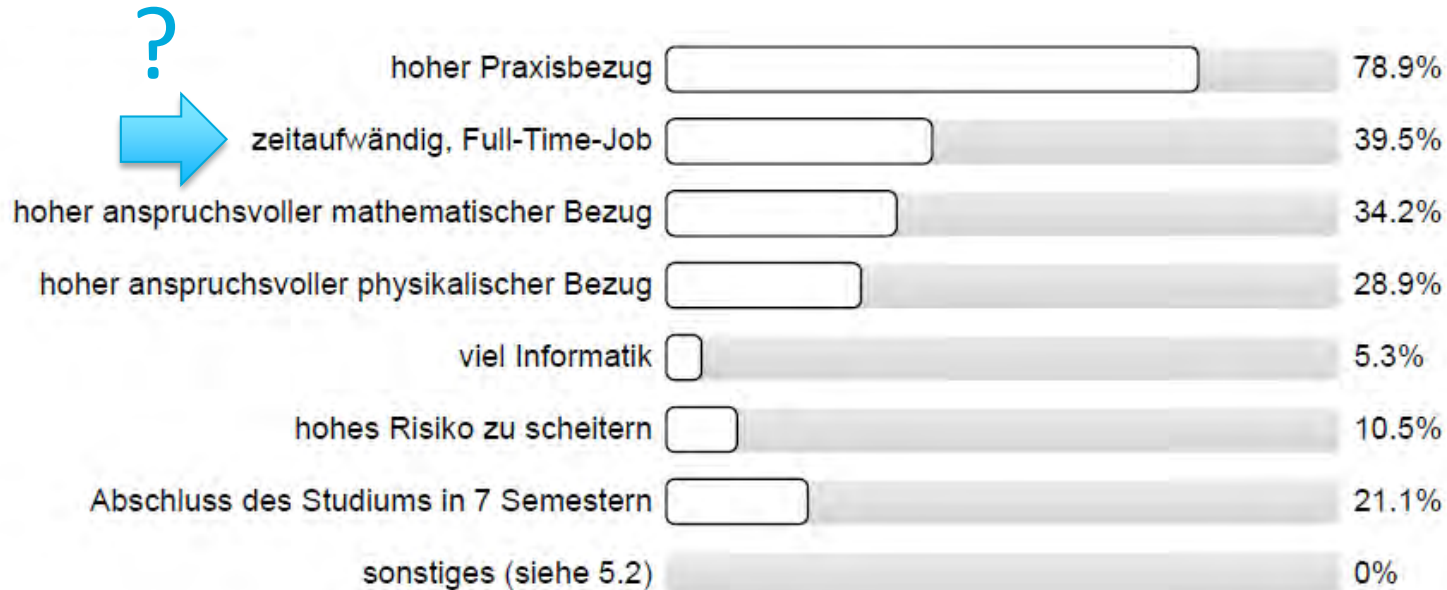 ?
hoher Praxisbezug 78.9%
zeitaufwändig, Full-Time-Job 39.5%
hoher anspruchsvoller mathematischer Bezug 34.2%
hoher anspruchsvoller physikalischer Bezug 28.9%
viel Informatik 5.3%
hohes Risiko zu scheitern 10.5%
Abschluss des Studiums in 7 Semestern 21.1%
sonstiges (siehe 5.2) 0%